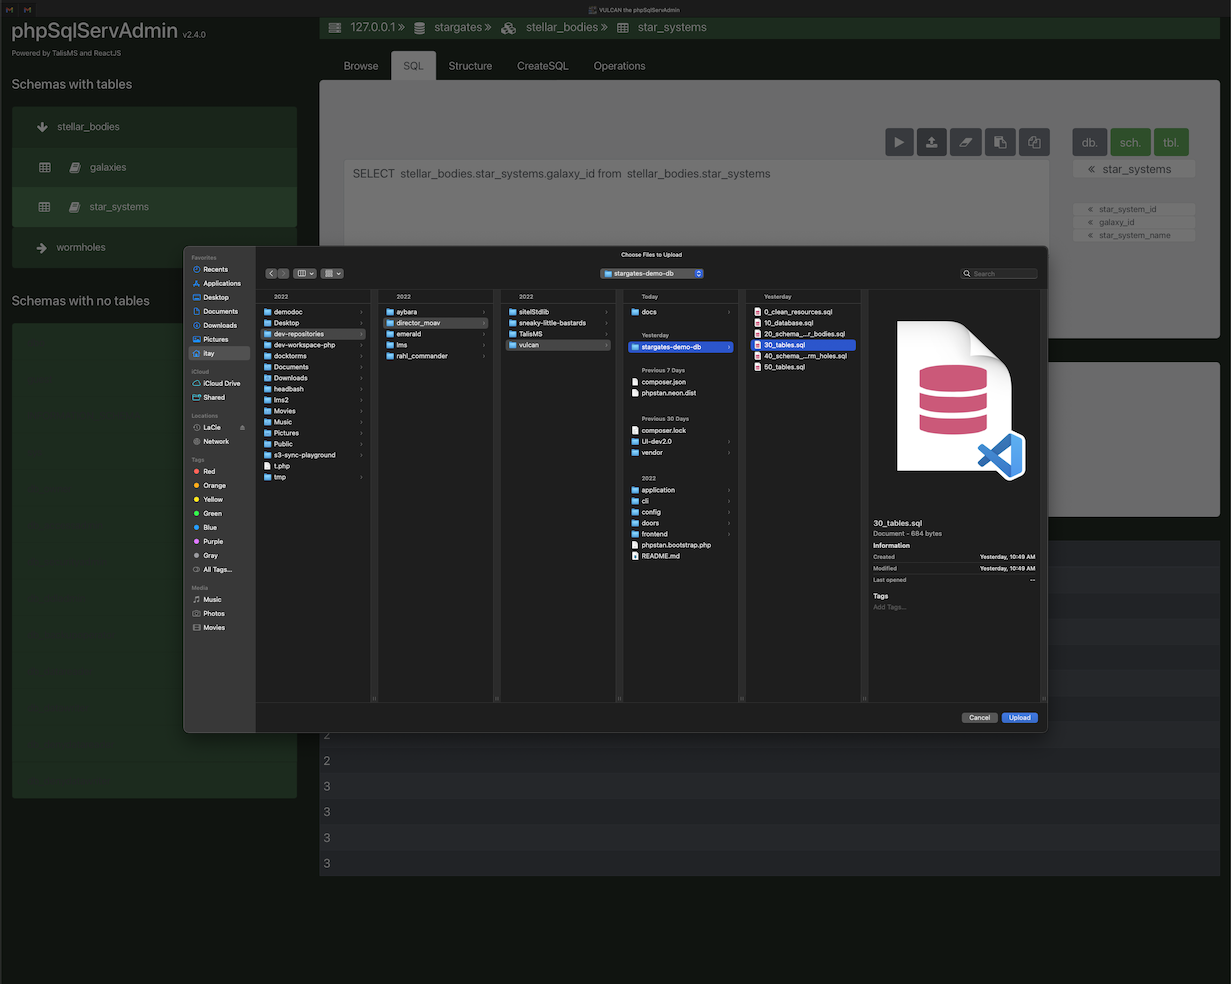 VULCAN the phpSqlServAdmin
phpSqlServAdmin v2.4.0
Powered by TalisMS and ReactJS
127.0.0.1 » stargates » stellar_bodies » star_systems
Schemas with tables
stellar_bodies
galaxies
star_systems
wormholes
Schemas with no tables
Browse
SQL
Structure
CreateSQL
Operations
db.
sch.
tbl.
SELECT stellar_bodies.star_systems.galaxy_id from stellar_bodies.star_systems
« star_systems
« star_system_id
« galaxy_id
« star_system_name
Choose Files to Upload
stargates-demo-db
Search
Favorites
Recents
Applications
Desktop
Documents
Downloads
Pictures
itay
iCloud
iCloud Drive
Shared
Locations
LaCie
Network
Tags
Red
Orange
Yellow
Green
Blue
Purple
Gray
All Tags...
Media
Music
Photos
Movies
2022
demodoc
Desktop
dev-repositories
dev-workspace-php
docktorms
Documents
Downloads
headbash
lms2
Movies
Music
Pictures
Public
s3-sync-playground
t.php
tmp
2022
aybara
director_moav
emerald
lms
rahl_commander
2022
sitelStdlib
sneaky-little-bastards
TalisMS
vulcan
Today
docs
Yesterday
stargates-demo-db
Previous 7 Days
composer.json
phpstan.neon.dist
Previous 30 Days
composer.lock
UI-dev2.0
vendor
2022
application
cli
config
doors
frontend
phpstan.bootstrap.php
README.md
Yesterday
0_clean_resources.sql
10_database.sql
20_schema_...r_bodies.sql
30_tables.sql
40_schema_...rm_holes.sql
50_tables.sql
30_tables.sql
Document - 684 bytes
Information
Created Yesterday, 10:49 AM
Modified Yesterday, 10:49 AM
Last opened --
Tags
Add Tags...
Cancel
Upload
2
2
3
3
3
3